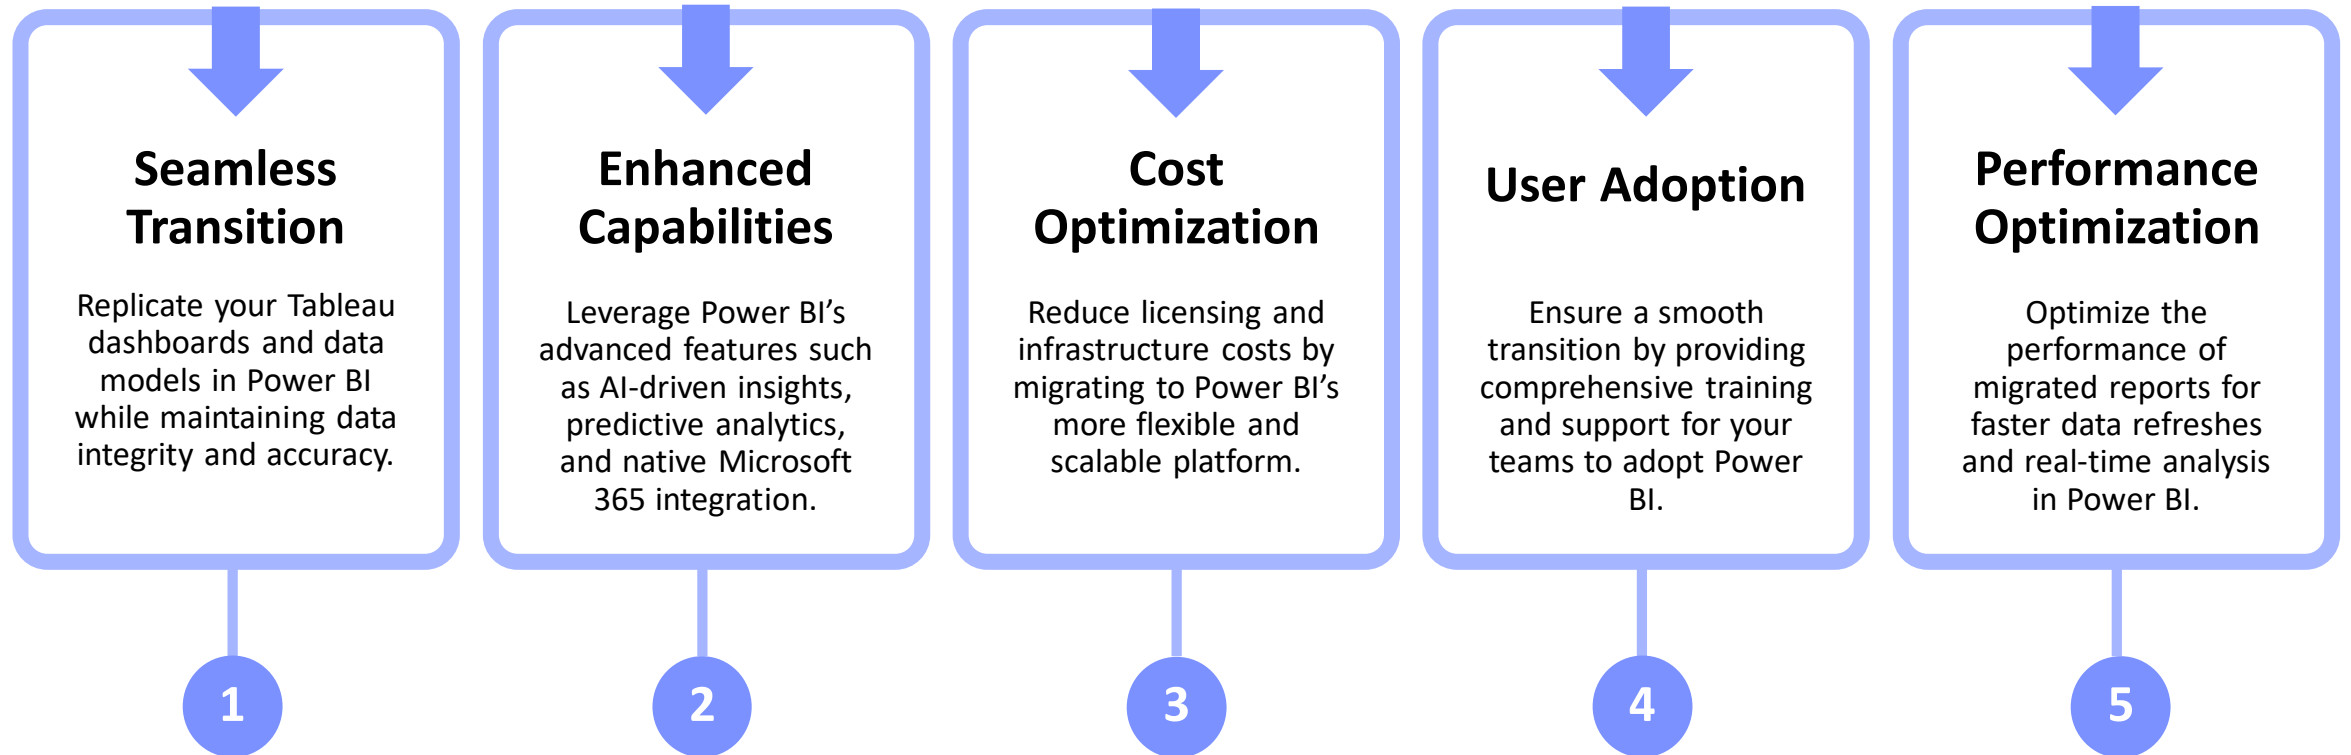 Seamless
Transition
Replicate your Tableau
dashboards and data
models in Power BI
while maintaining data
integrity and accuracy.
1
Enhanced
Capabilities
Leverage Power BI’s
advanced features such
as AI-driven insights,
predictive analytics,
and native Microsoft
365 integration.
2
Cost
Optimization
Reduce licensing and
infrastructure costs by
migrating to Power BI’s
more flexible and
scalable platform.
3
User Adoption
Ensure a smooth
transition by providing
comprehensive training
and support for your
teams to adopt Power
BI.
4
Performance
Optimization
Optimize the
performance of
migrated reports for
faster data refreshes
and real-time analysis
in Power BI.
5